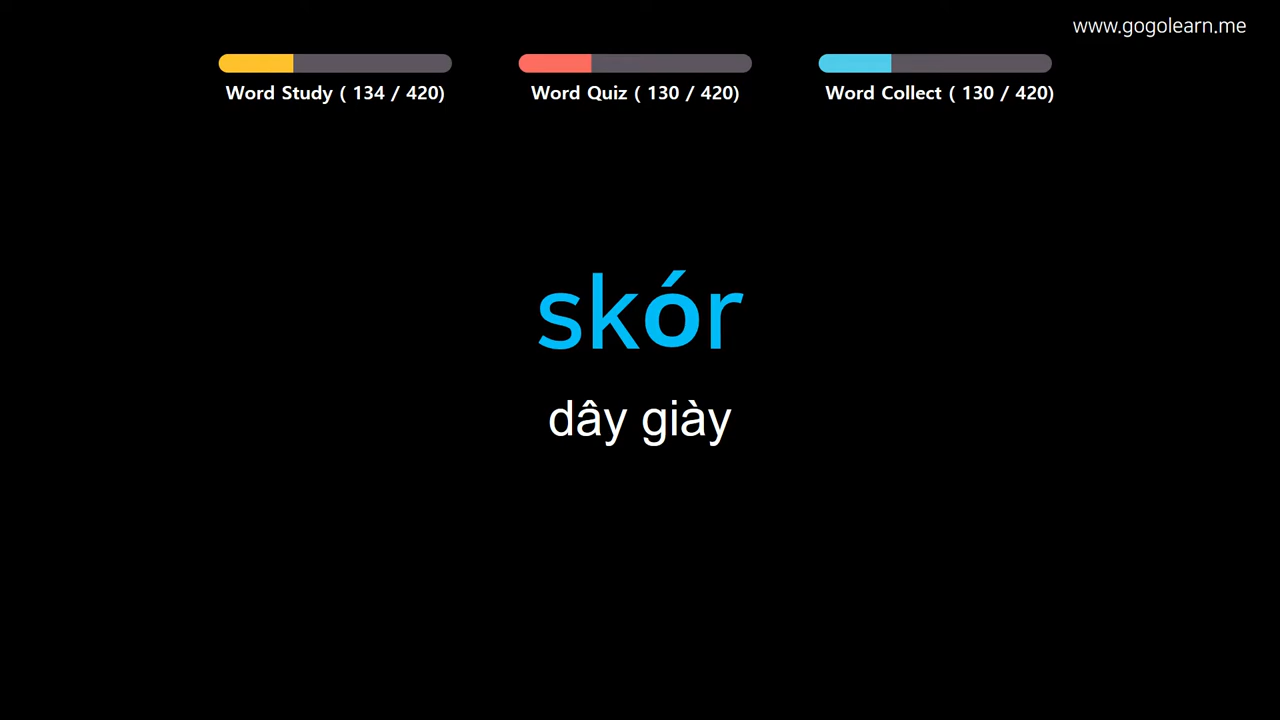 www.gogolearn.me
Word Study ( 134 / 420)
Word Quiz ( 130 / 420)
Word Collect ( 130 / 420)
skór
dây giày